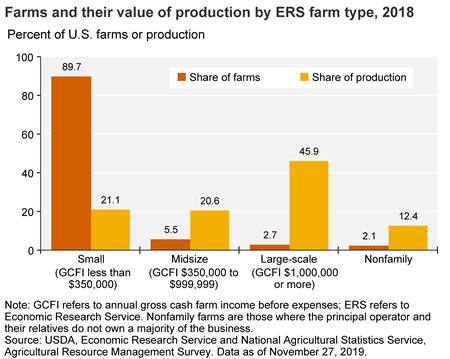 Farms and their value of production by ERS farm type, 2018
Percent of U.S. farms or production
100
80
60
40
20
0
Share of farms
Share of production
89.7
21.1
5.5
20.6
2.7
45.9
2.1
12.4
Small
(GCFI less than
$350,000)
Midsize
(GCFI $350,000 to
$999,999)
Large-scale
(GCFI $1,000,000
or more)
Nonfamily
Note: GCFI refers to annual gross cash farm income before expenses; ERS refers to
Economic Research Service. Nonfamily farms are those where the principal operator and
their relatives do not own a majority of the business.
Source: USDA, Economic Research Service and National Agricultural Statistics Service,
Agricultural Resource Management Survey. Data as of November 27, 2019.